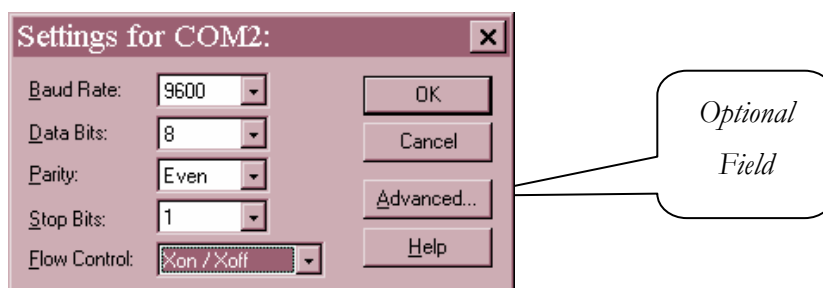 Settings for COM2:
Baud Rate: 9600
Data Bits: 8
Parity: Even
Stop Bits: 1
Flow Control: Xon / Xoff
OK
Cancel
Advanced...
Help
Optional
Field